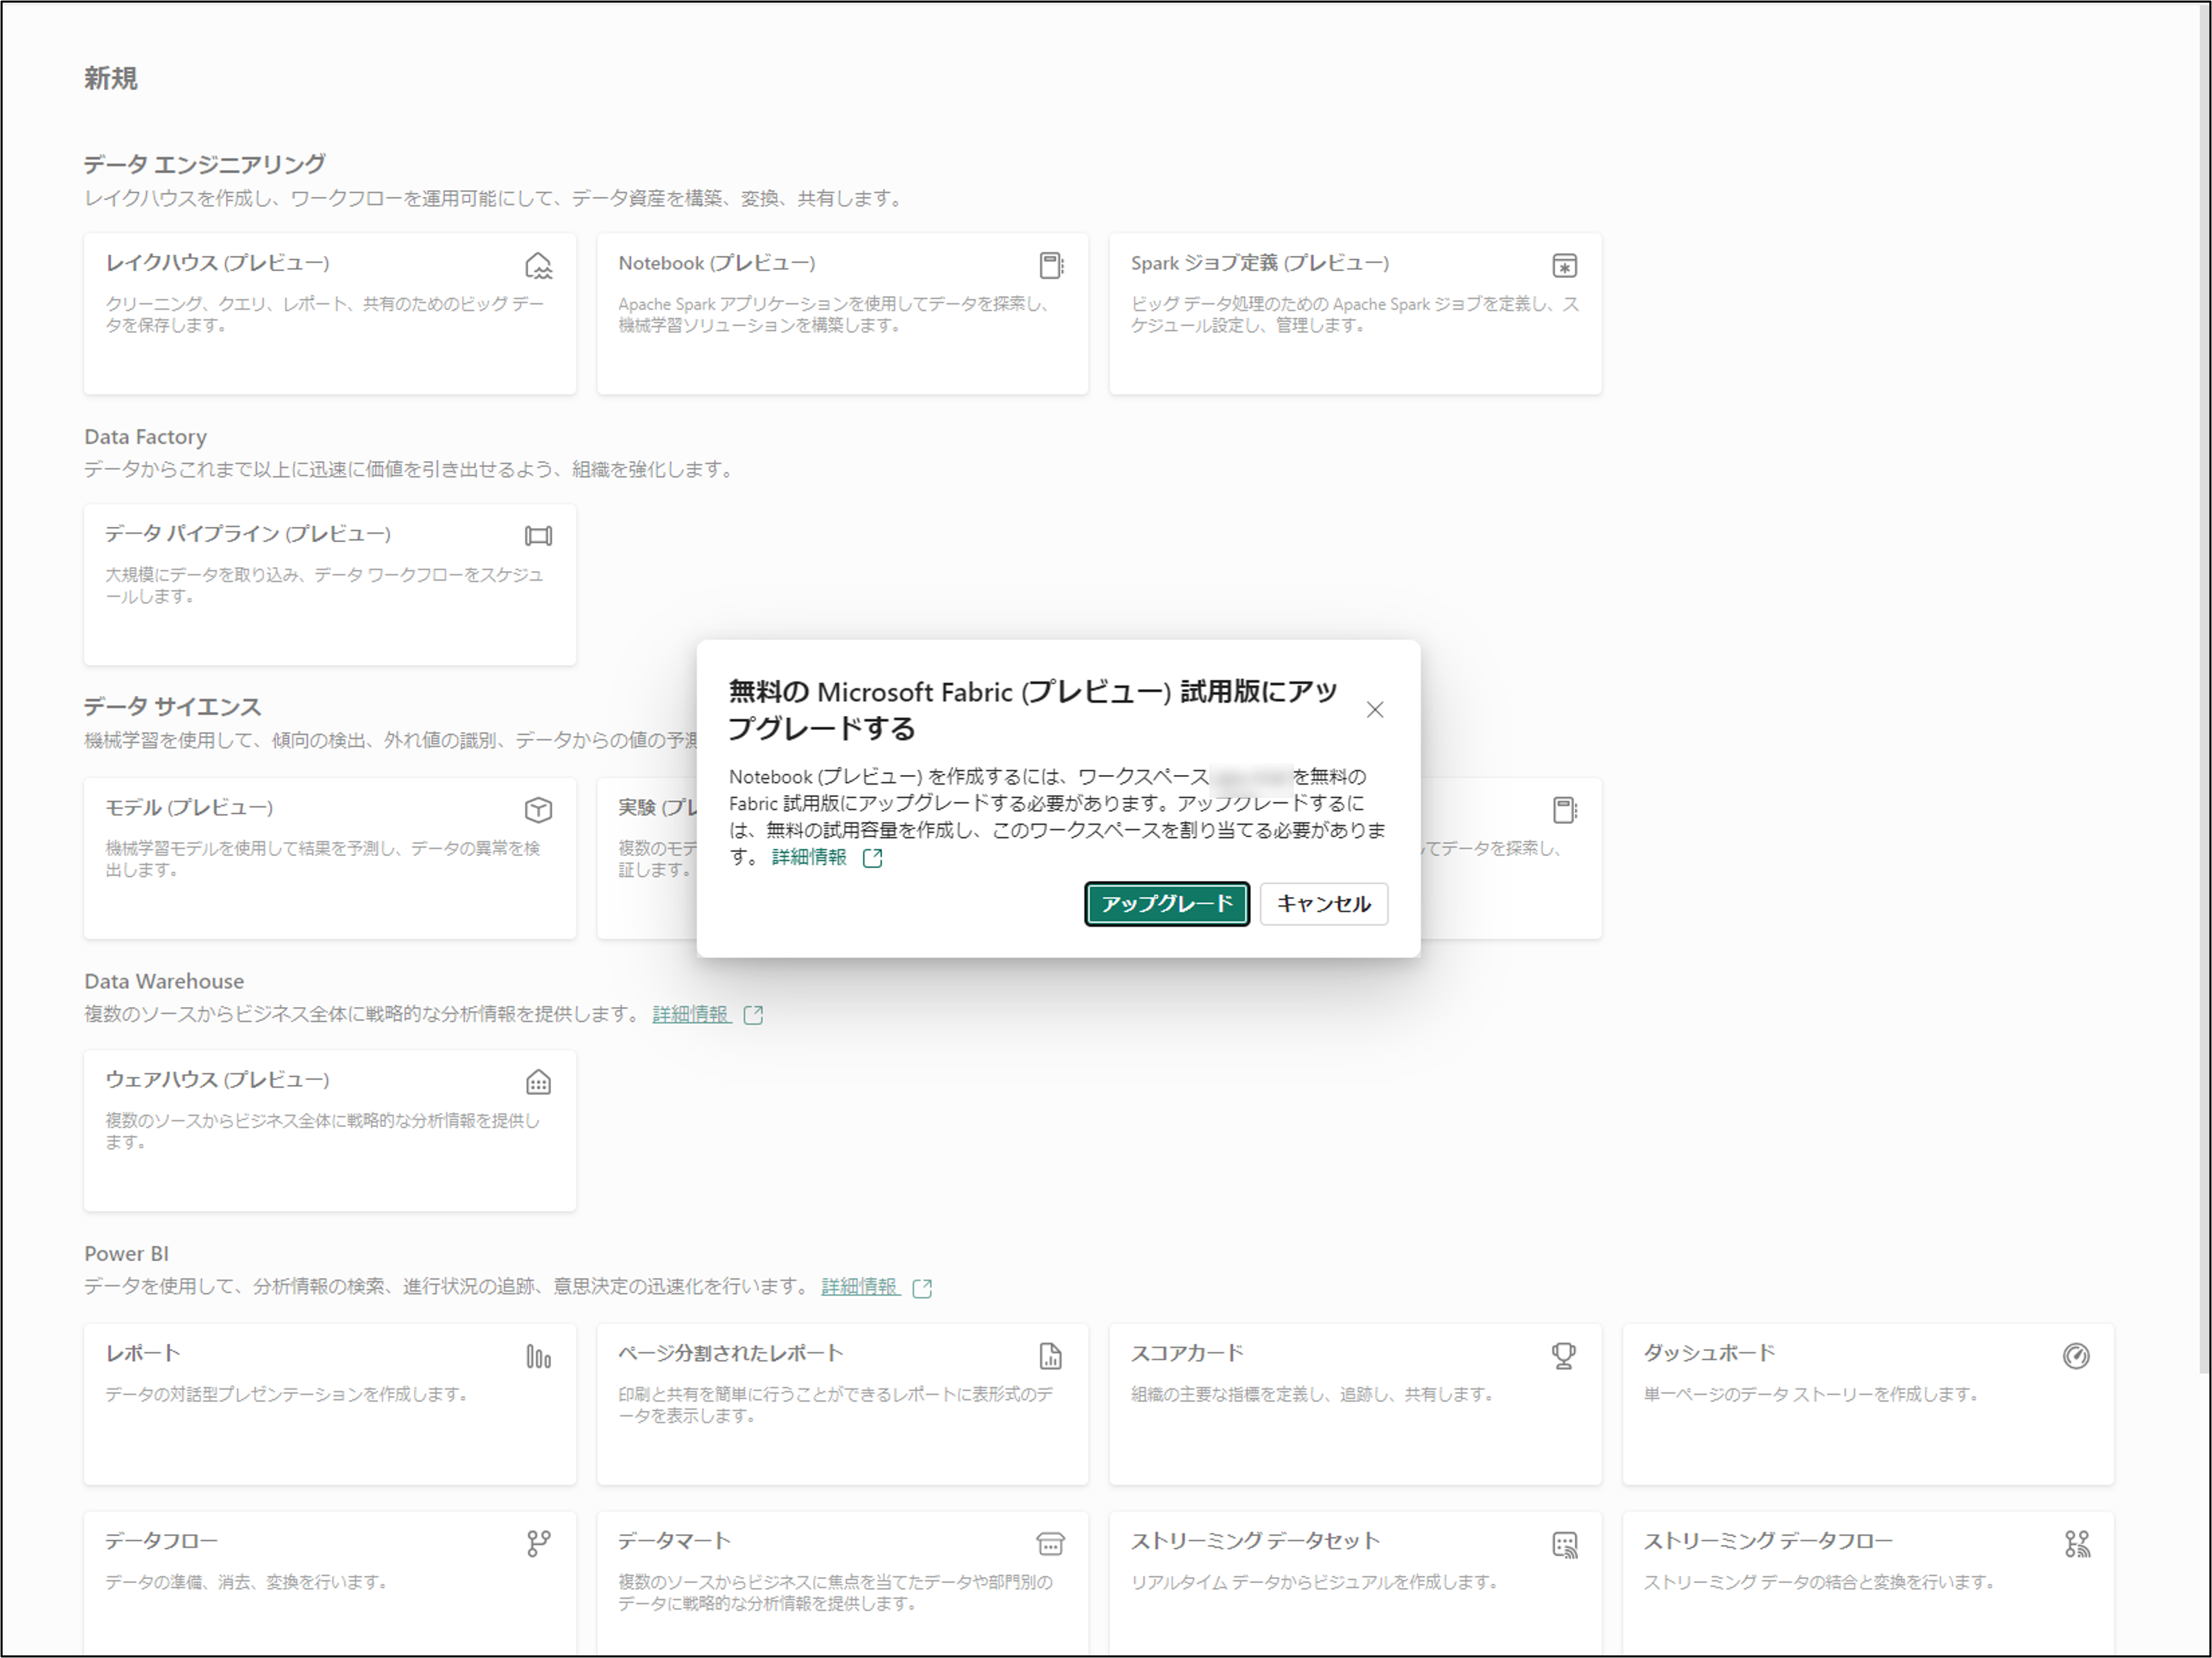 新規
データ エンジニアリング
レイクハウスを作成し、ワークフローを運用可能にして、データ資産を構築、変換、共有します。
レイクハウス (プレビュー)
クリーニング、クエリ、レポート、共有のためのビッグ デー
タを保存します。
Notebook (プレビュー)
Apache Spark アプリケーションを使用してデータを探索し、
機械学習ソリューションを構築します。
Spark ジョブ定義 (プレビュー)
ビッグ データ処理のための Apache Spark ジョブを定義し、ス
ケジュール設定し、管理します。
Data Factory
データからこれまで以上に迅速に価値を引き出せるよう、組織を強化します。
データ パイプライン (プレビュー)
大規模にデータを取り込み、データ ワークフローをスケジュ
ールします。
データ サイエンス
機械学習を使用して、傾向の検出、外れ値の識別、データからの値の予測
モデル (プレビュー)
機械学習モデルを使用して結果を予測し、データの異常を検
出します。
実験 (プレ
複数のモデ
証します。
てデータを探索し、
無料の Microsoft Fabric (プレビュー) 試用版にアッ
プグレードする
Notebook (プレビュー) を作成するには、ワークスペース を無料の
Fabric 試用版にアップグレードする必要があります。アップグレードするに
は、無料の試用容量を作成し、このワークスペースを割り当てる必要がありま
す。 詳細情報
アップグレード
キャンセル
Data Warehouse
複数のソースからビジネス全体に戦略的な分析情報を提供します。 詳細情報
ウェアハウス (プレビュー)
複数のソースからビジネス全体に戦略的な分析情報を提供し
ます。
Power BI
データを使用して、分析情報の検索、進行状況の追跡、意思決定の迅速化を行います。 詳細情報
レポート
データの対話型プレゼンテーションを作成します。
ページ分割されたレポート
印刷と共有を簡単に行うことができるレポートに表形式のデ
ータを表示します。
スコアカード
組織の主要な指標を定義し、追跡し、共有します。
ダッシュボード
単一ページのデータ ストーリーを作成します。
データフロー
データの準備、消去、変換を行います。
データマート
複数のソースからビジネスに焦点を当てたデータや部門別の
データに戦略的な分析情報を提供します。
ストリーミング データセット
リアルタイム データからビジュアルを作成します。
ストリーミング データフロー
ストリーミング データの結合と変換を行います。